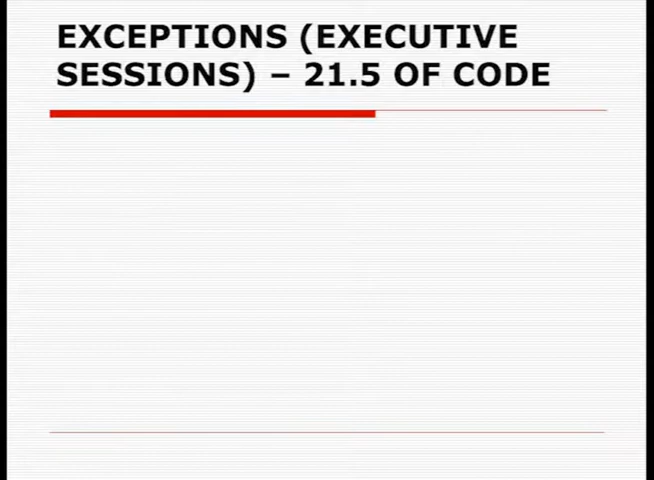 EXCEPTIONS (EXECUTIVE
SESSIONS) – 21.5 OF CODE